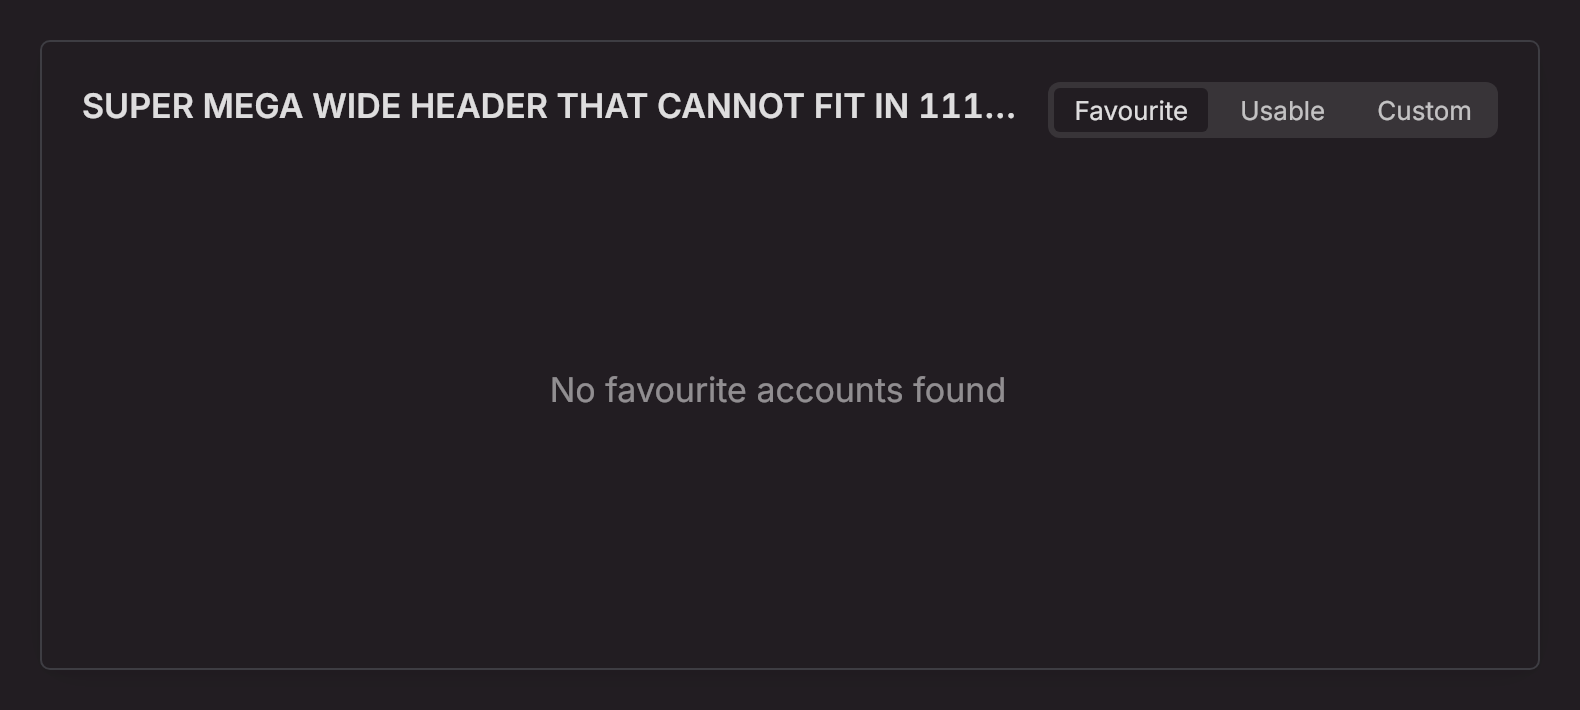 SUPER MEGA WIDE HEADER THAT CANNOT FIT IN 111...
Favourite Usable Custom
No favourite accounts found